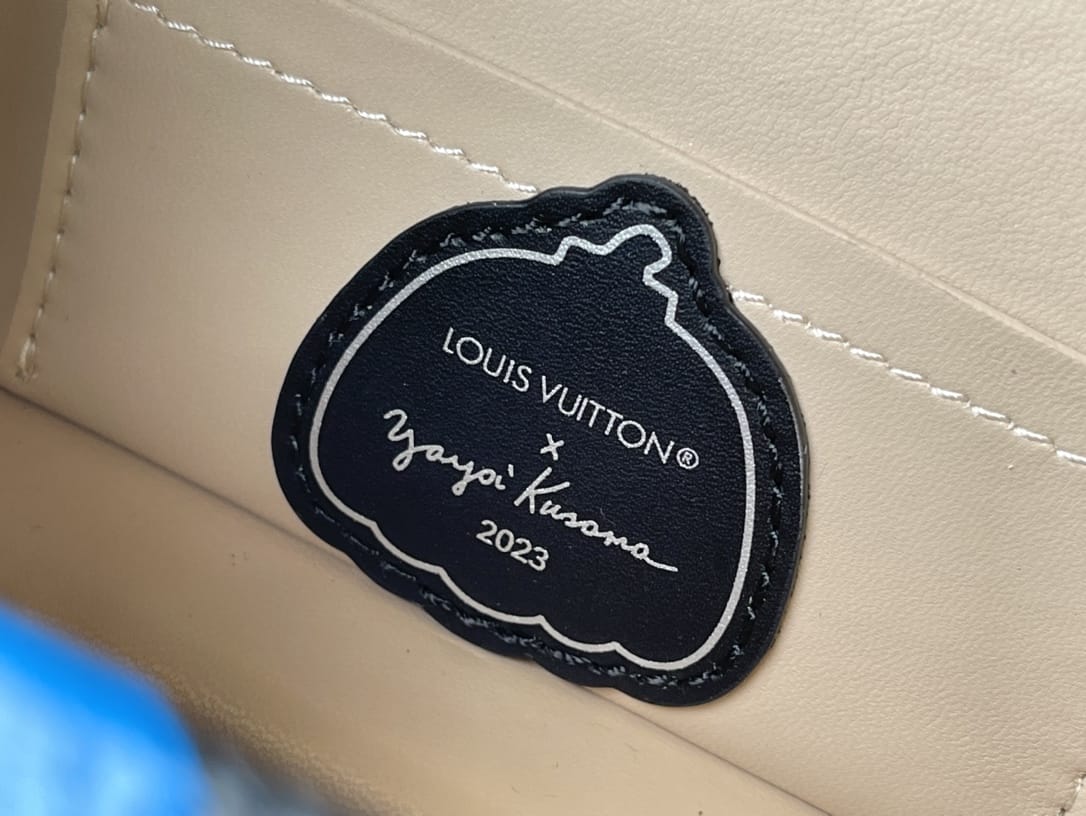 LOUIS VUITTON®
x
Yayoi Kusama
2023